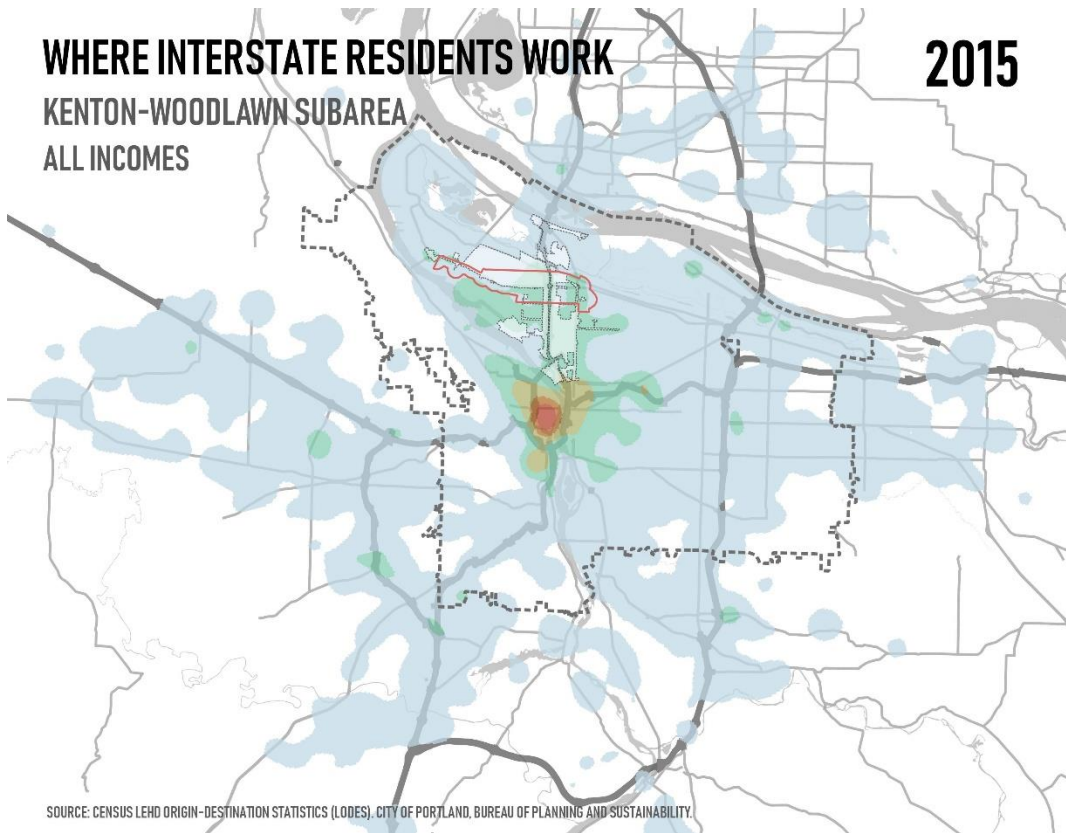 WHERE INTERSTATE RESIDENTS WORK
2015
KENTON-WOODLAWN SUBAREA
ALL INCOMES
SOURCE: CENSUS LEHD ORIGIN-DESTINATION STATISTICS (LODES). CITY OF PORTLAND, BUREAU OF PLANNING AND SUSTAINABILITY.